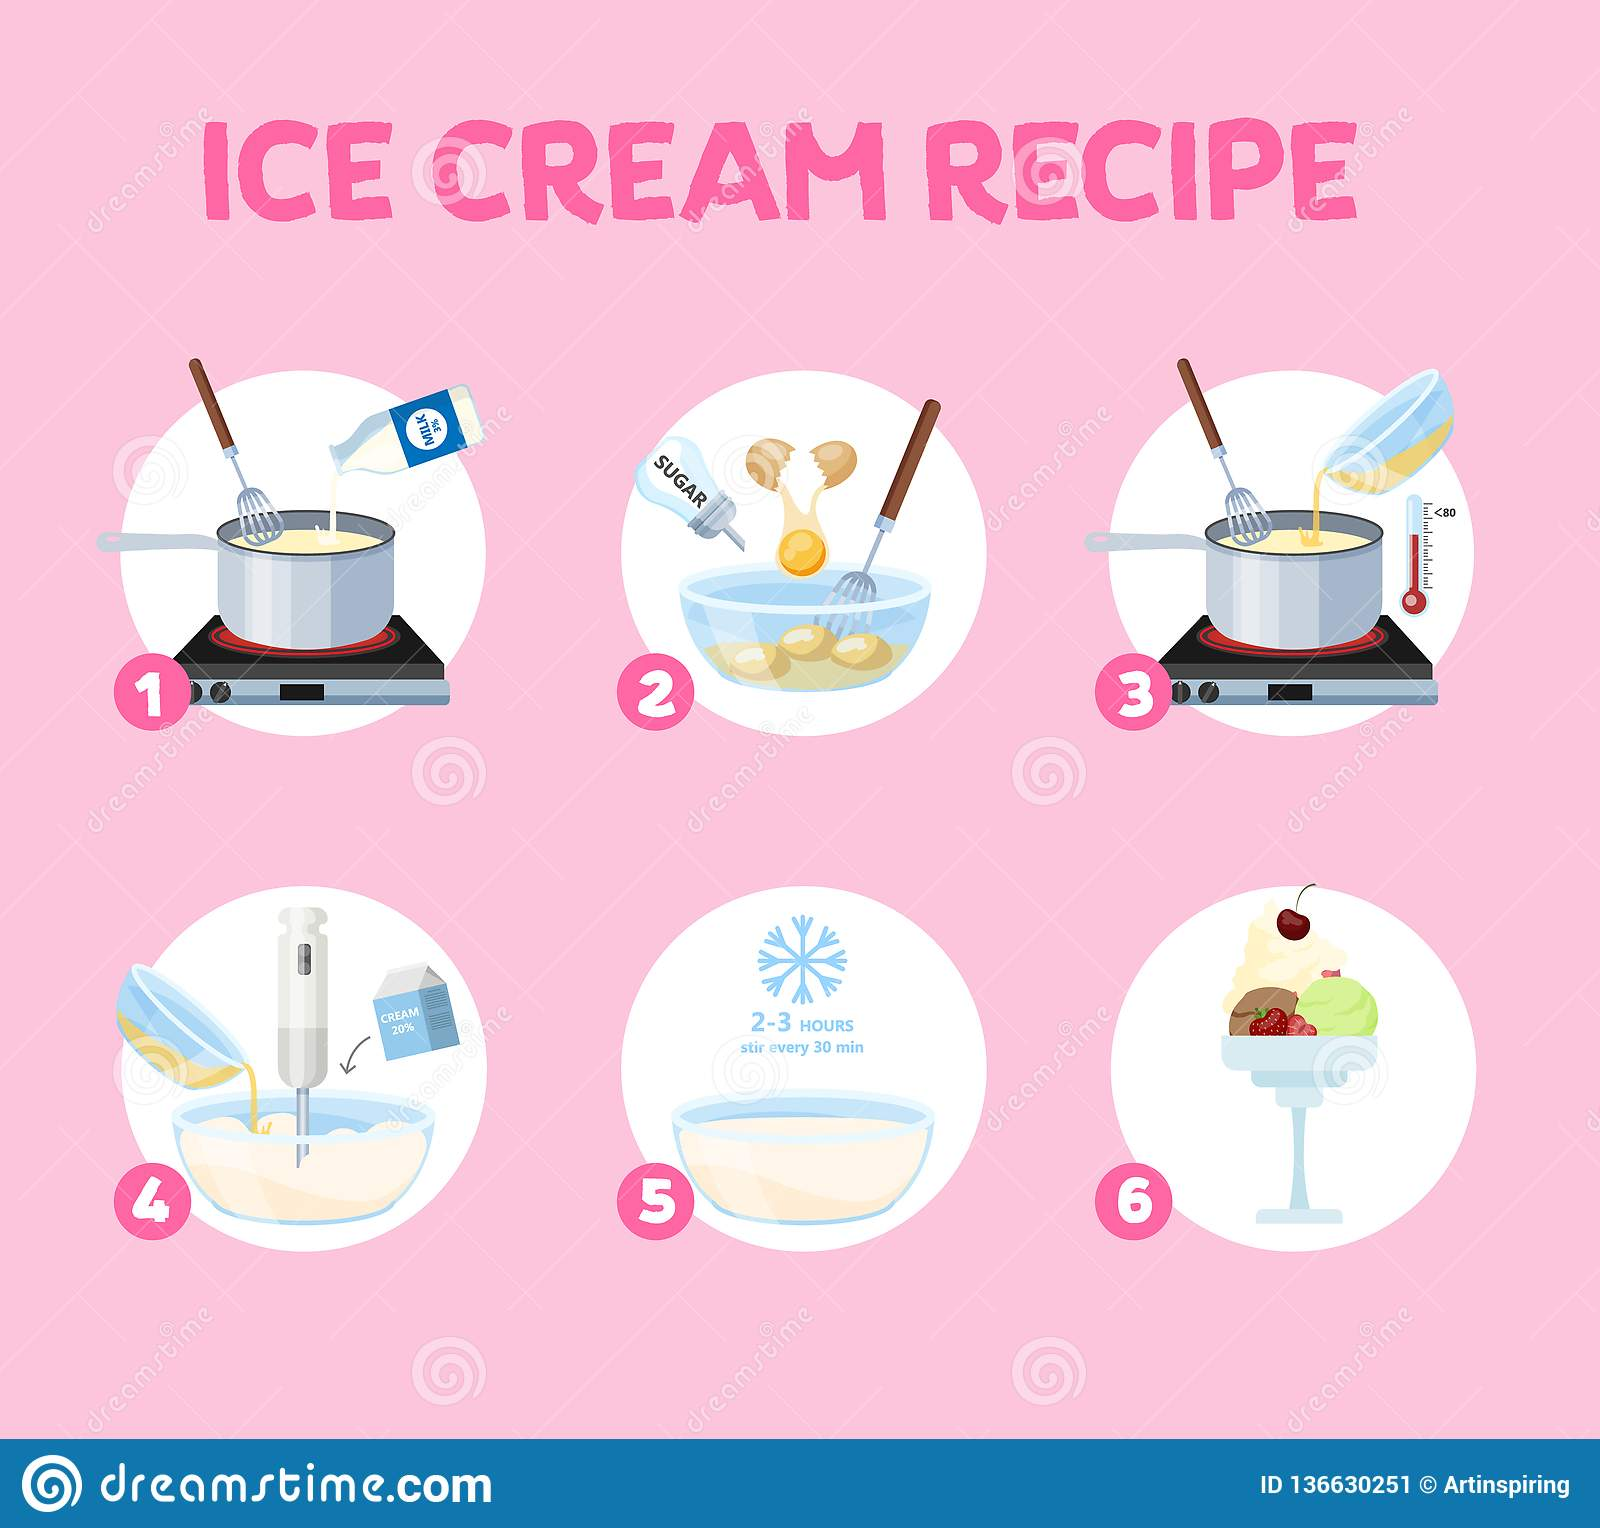 ICE CREAM RECIPE
MILK
3%
1
SUGAR
2
<80
3
CREAM
20%
4
2-3 HOURS
stir every 30 min
5
6
dreamstime
dreamstime.com
ID 136630251 © Artinspiring